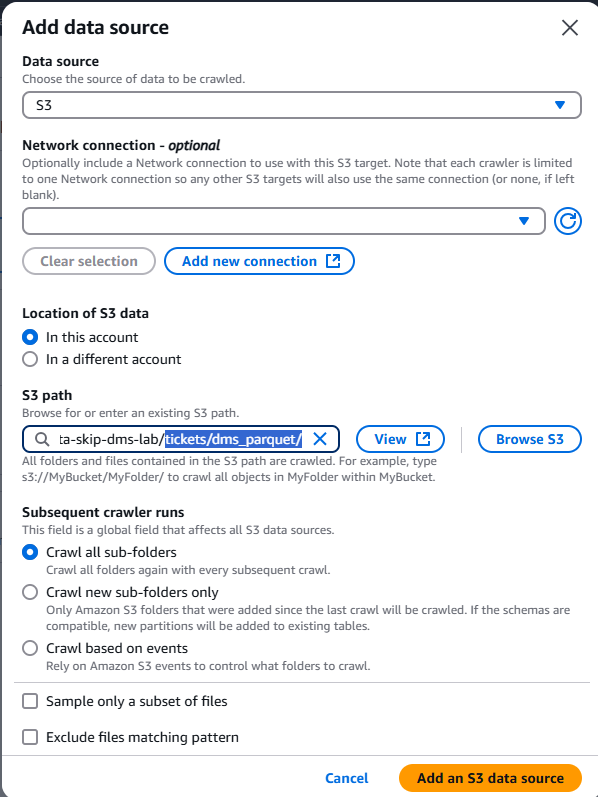 Add data source
Data source
Choose the source of data to be crawled.
S3
Network connection - optional
Optionally include a Network connection to use with this S3 target. Note that each crawler is limited
to one Network connection so any other S3 targets will also use the same connection (or none, if left
blank).
Clear selection
Add new connection
Location of S3 data
In this account
In a different account
S3 path
Browse for or enter an existing S3 path.
ta-skip-dms-lab/tickets/dms_parquet/
View
Browse S3
All folders and files contained in the S3 path are crawled. For example, type
s3://MyBucket/MyFolder/ to crawl all objects in MyFolder within MyBucket.
Subsequent crawler runs
This field is a global field that affects all S3 data sources.
Crawl all sub-folders
Crawl all folders again with every subsequent crawl.
Crawl new sub-folders only
Only Amazon S3 folders that were added since the last crawl will be crawled. If the schemas are
compatible, new partitions will be added to existing tables.
Crawl based on events
Rely on Amazon S3 events to control what folders to crawl.
Sample only a subset of files
Exclude files matching pattern
Cancel
Add an S3 data source